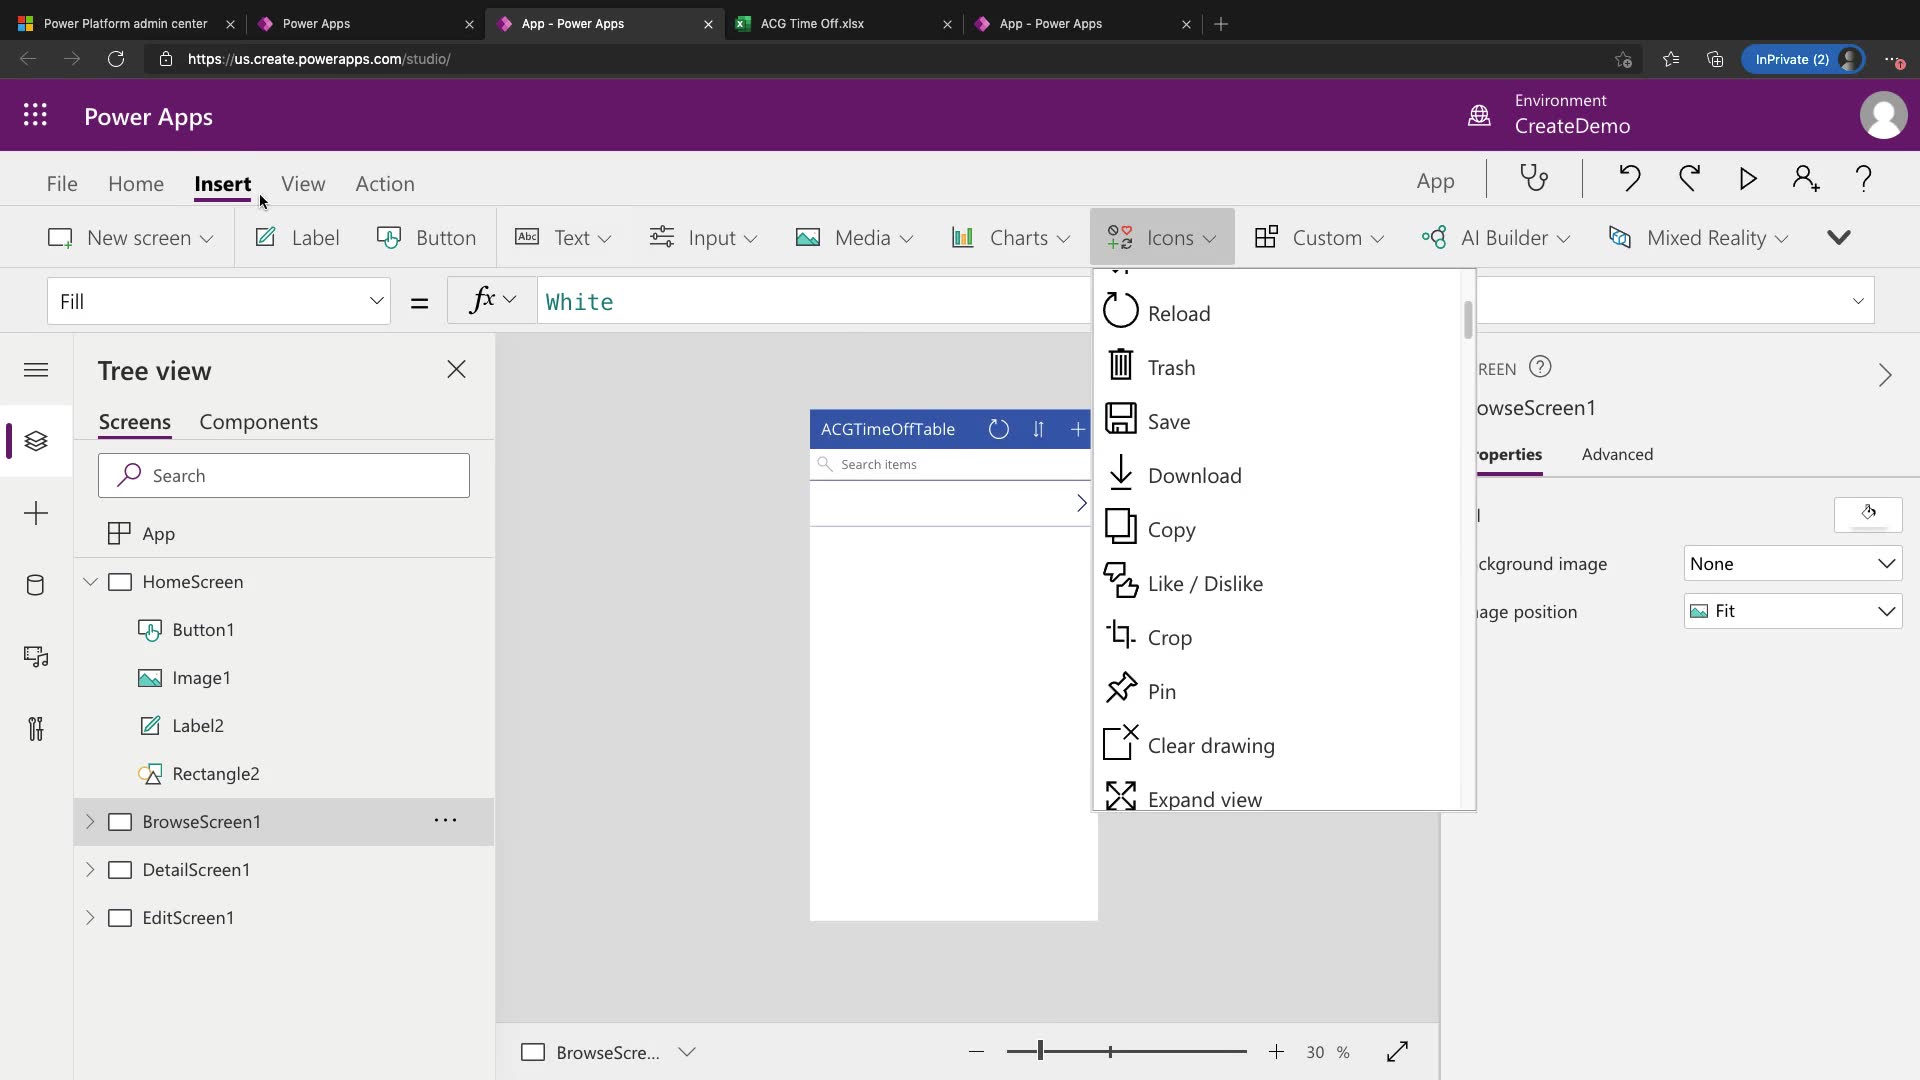 Power Platform admin center
Power Apps
App - Power Apps
ACG Time Off.xlsx
App - Power Apps
https://us.create.powerapps.com/studio/
InPrivate (2)
Power Apps
Environment
CreateDemo
File
Home
Insert
View
Action
App
New screen
Label
Button
Abc
Text
Input
Media
Charts
Icons
Custom
AI Builder
Mixed Reality
Fill
=
fx
White
Tree view
Screens
Components
Search
App
HomeScreen
Button1
Image1
Label2
Rectangle2
BrowseScreen1
DetailScreen1
EditScreen1
ACGTimeOffTable
Search items
Reload
Trash
Save
Download
Copy
Like / Dislike
Crop
Pin
Clear drawing
Expand view
REEN
owseScreen1
operties
Advanced
l
ckground image
None
age position
Fit
BrowseScre...
30 %